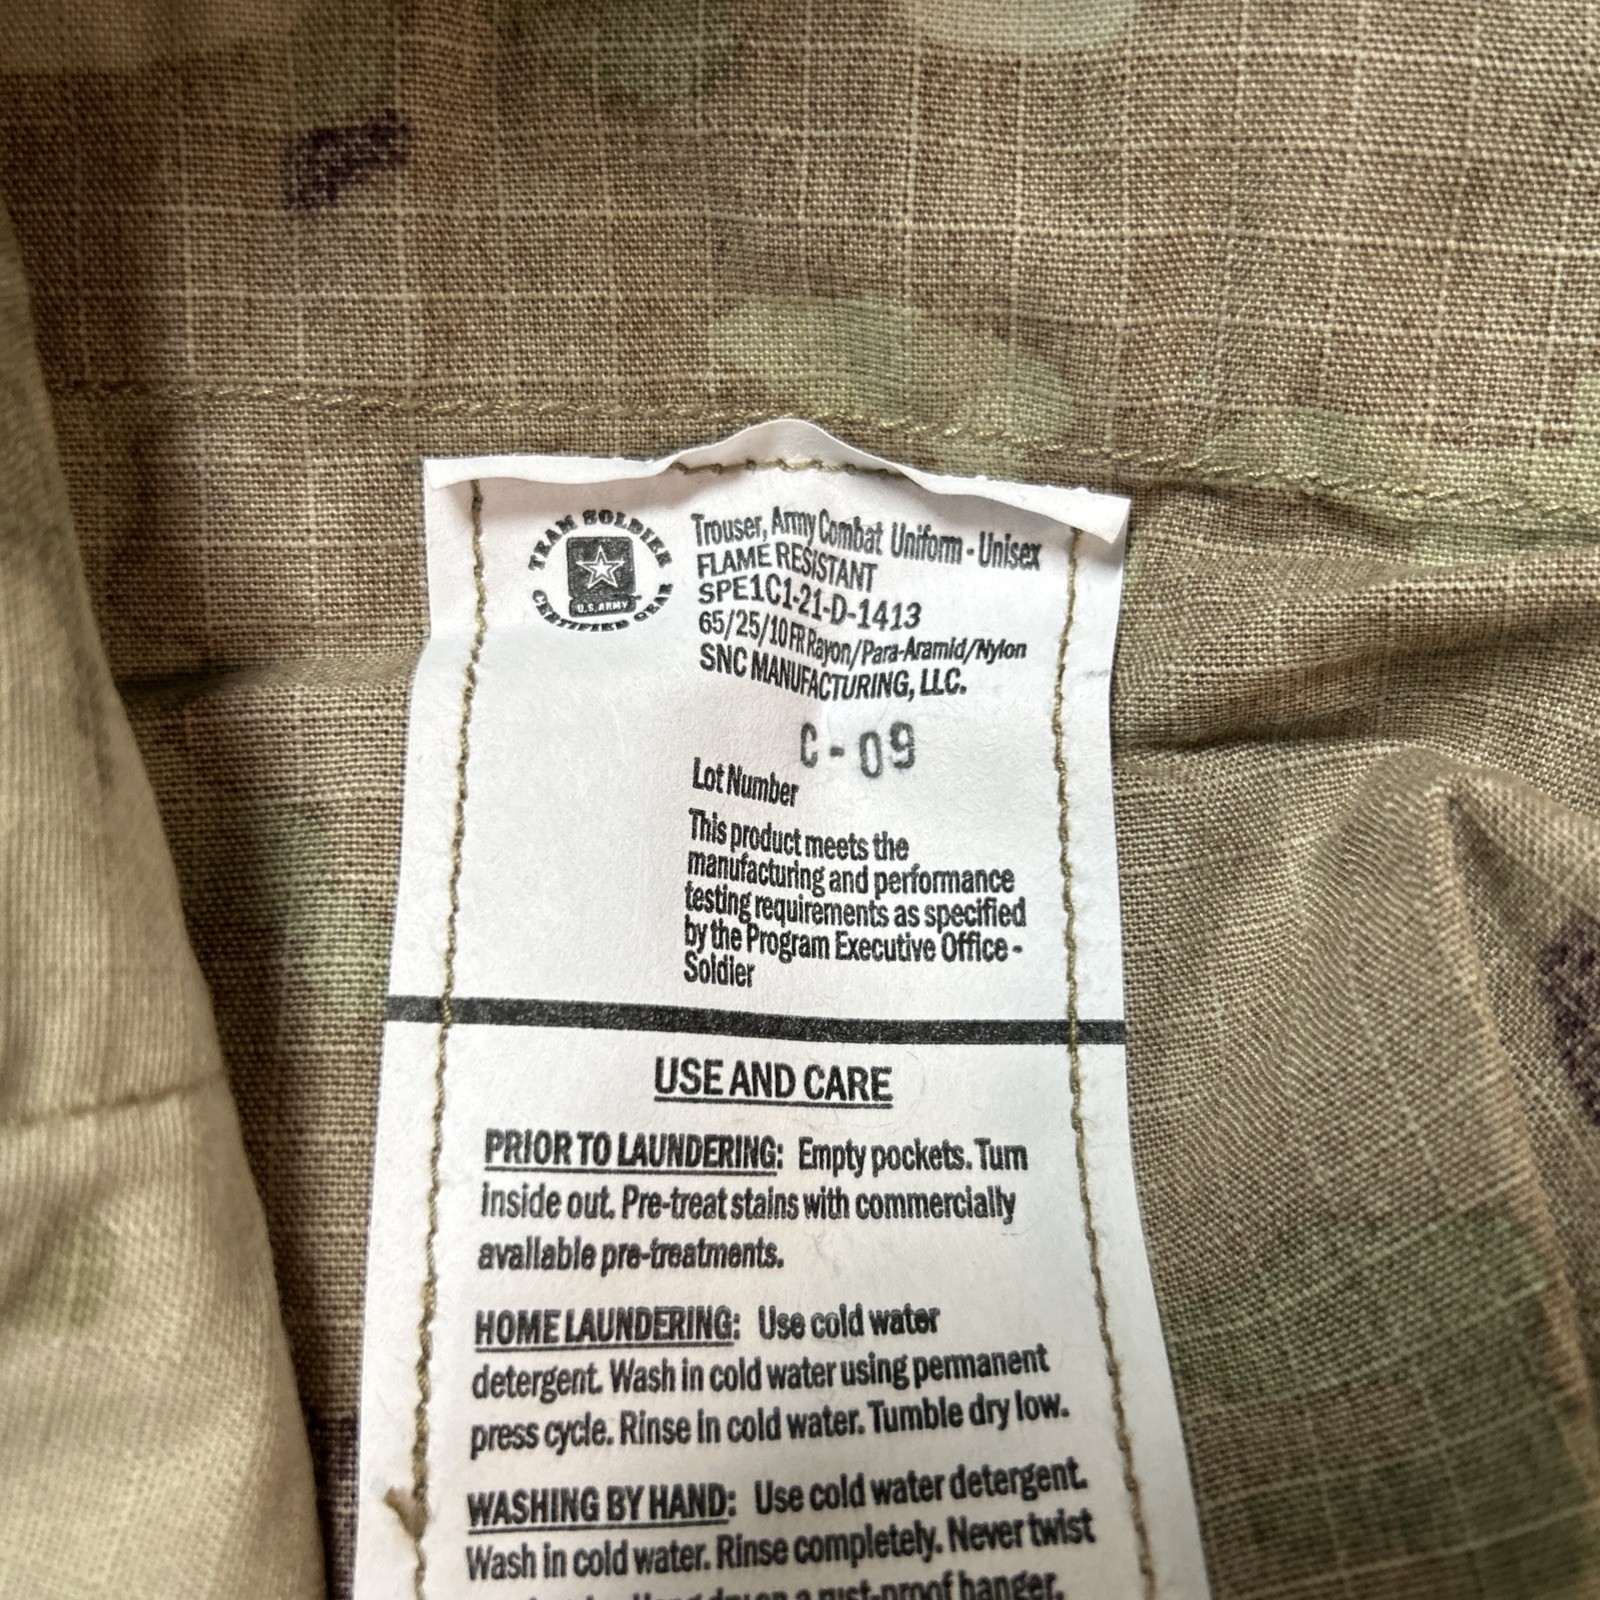 TEAM SOLDIER
U.S. ARMY
CERTIFIED GEAR
Trouser, Army Combat Uniform - Unisex
FLAME RESISTANT
SPE1C1-21-D-1413
65/25/10 FR Rayon/Para-Aramid/Nylon
SNC MANUFACTURING, LLC.
C-09
Lot Number
This product meets the
manufacturing and performance
testing requirements as specified
by the Program Executive Office -
Soldier
USE AND CARE
PRIOR TO LAUNDERING: Empty pockets. Turn
inside out. Pre-treat stains with commercially
available pre-treatments.
HOME LAUNDERING: Use cold water
detergent. Wash in cold water using permanent
press cycle. Rinse in cold water. Tumble dry low.
WASHING BY HAND: Use cold water detergent.
Wash in cold water. Rinse completely. Never twist
on a rust-proof hanger.